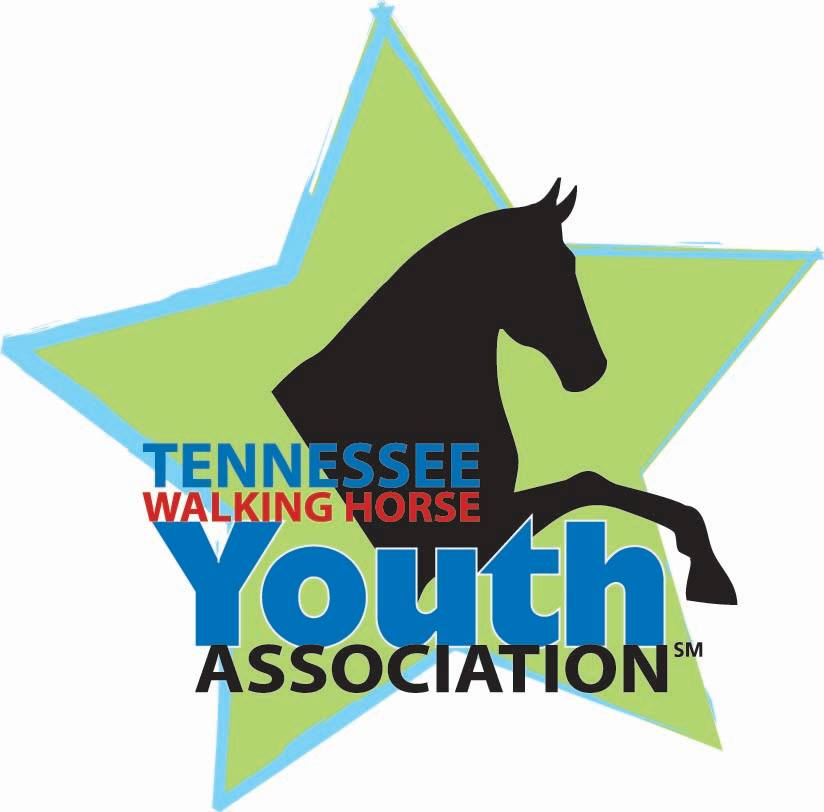 TENNESSEE
WALKING HORSE
Youth
ASSOCIATION℠